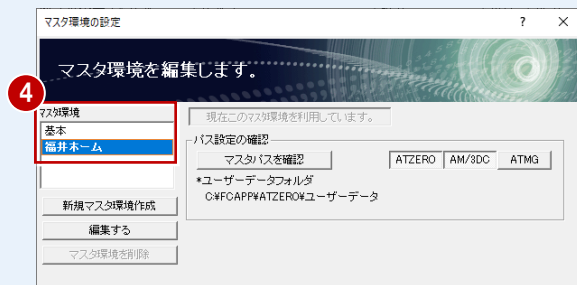 マスタ環境の設定
? ×
マスタ環境を編集します。
4
マスタ環境
現在このマスタ環境を利用しています。
基本
福井ホーム
パス設定の確認
マスタパスを確認
ATZERO AM/3DC ATMG
*ユーザーデータフォルダ
C:¥FCAPP¥ATZERO¥ユーザーデータ
新規マスタ環境作成
編集する
マスタ環境を削除